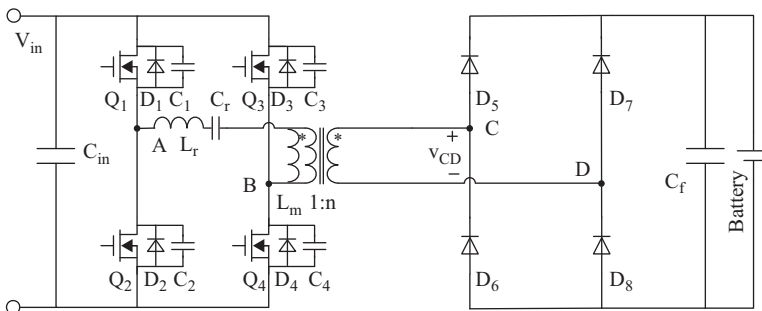 V_in
Q_1 D_1 C_1 C_r Q_3 D_3 C_3 D_5 D_7
C_in A L_r * * + C
v_CD
B − D C_f Battery
L_m 1:n
Q_2 D_2 C_2 Q_4 D_4 C_4 D_6 D_8